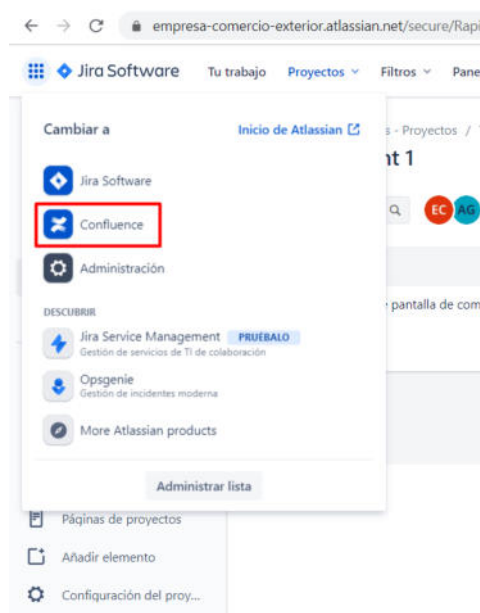 empresa-comercio-exterior.atlassian.net/secure/Rapi
Jira Software Tu trabajo Proyectos Filtros Pane
Cambiar a Inicio de Atlassian
s - Proyectos /
nt 1
Jira Software
EC AG
Confluence
Administración
pantalla de com
DESCUBRIR
Jira Service Management PRUÉBALO
Gestión de servicios de TI de colaboración
Opsgenie
Gestión de incidentes moderna
More Atlassian products
Administrar lista
Páginas de proyectos
Añadir elemento
Configuración del proy...